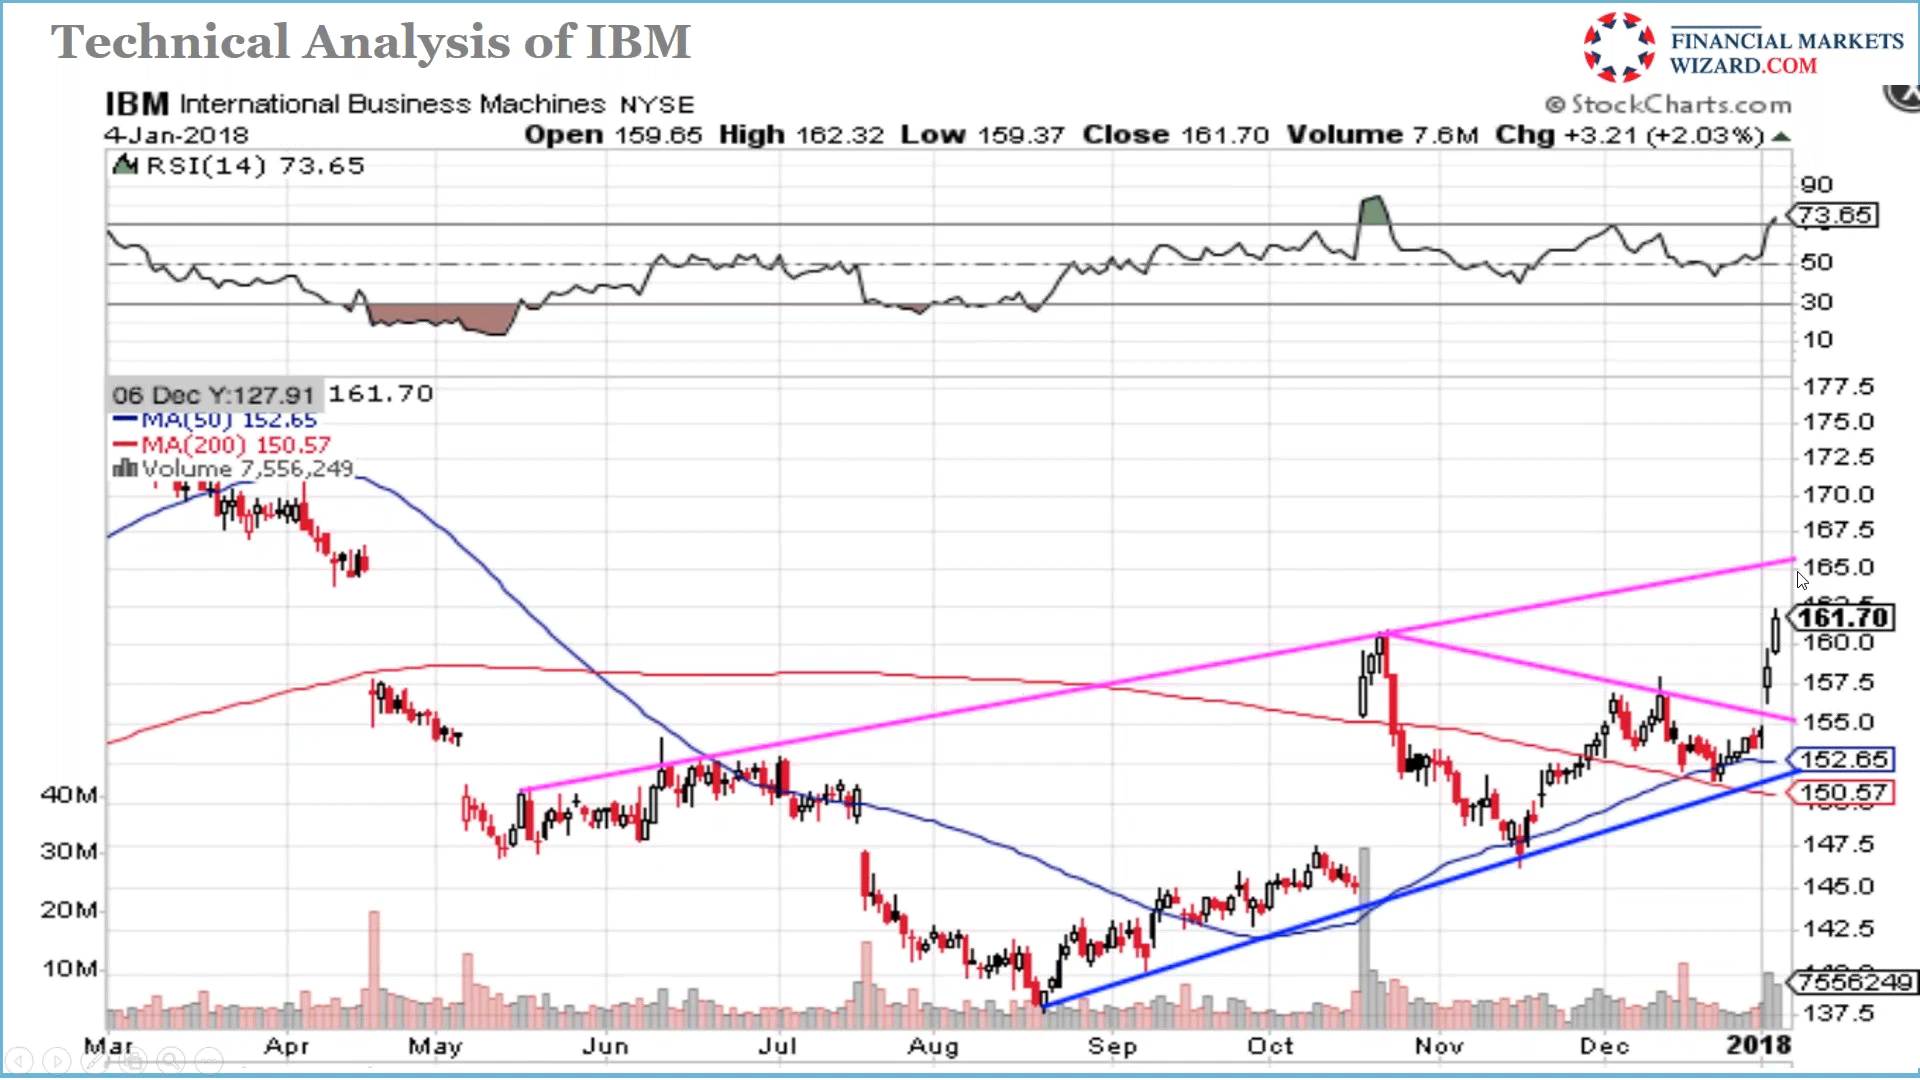 Technical Analysis of IBM
FINANCIAL MARKETS
WIZARD.COM
IBM International Business Machines NYSE
© StockCharts.com
4-Jan-2018 Open 159.65 High 162.32 Low 159.37 Close 161.70 Volume 7.6M Chg +3.21 (+2.03%)
RSI(14) 73.65
90
73.65
50
30
10
06 Dec Y:127.91 161.70
MA(50) 152.65
MA(200) 150.57
Volume 7,556,249
177.5
175.0
172.5
170.0
167.5
165.0
162.5
161.70
160.0
157.5
155.0
152.65
150.57
147.5
145.0
142.5
7556249
137.5
40M
30M
20M
10M
Mar Apr May Jun Jul Aug Sep Oct Nov Dec 2018